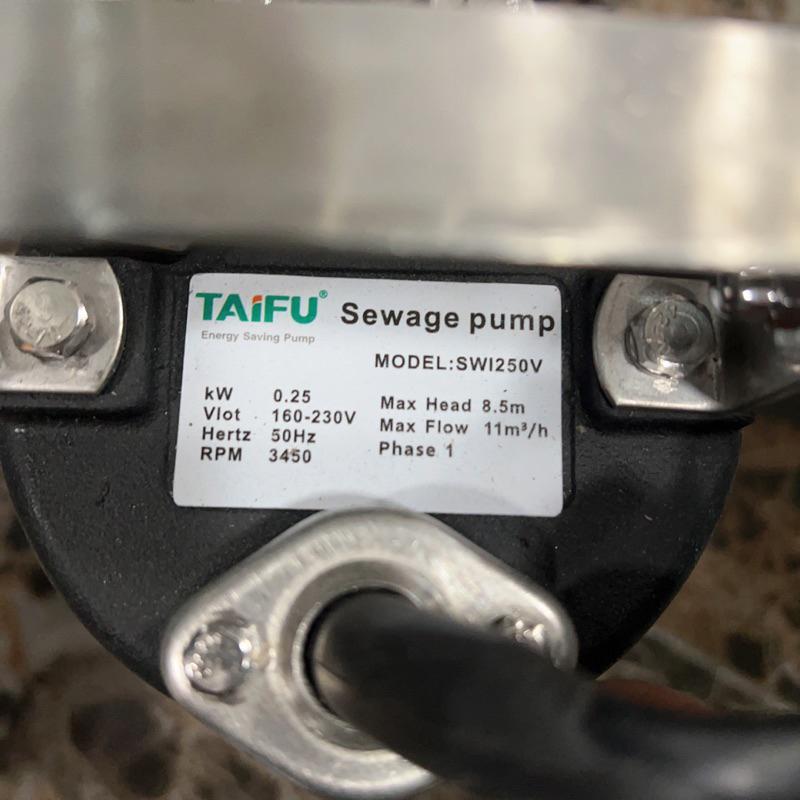 TAIFU® Sewage pump
Energy Saving Pump
MODEL:SWI250V
kW 0.25
Vlot 160-230V
Hertz 50Hz
RPM 3450
Max Head 8.5m
Max Flow 11m³/h
Phase 1